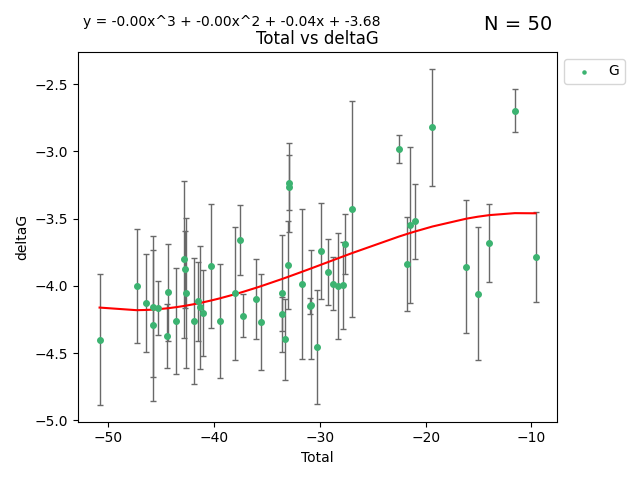 y = -0.00x^3 + -0.00x^2 + -0.04x + -3.68
N = 50
Total vs deltaG
G
deltaG
−2.5
−3.0
−3.5
−4.0
−4.5
−5.0
−50 −40 −30 −20 −10
Total